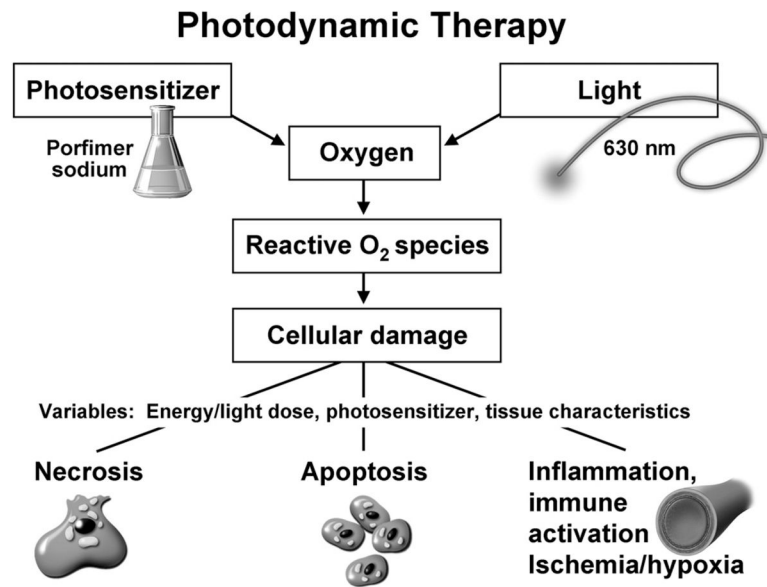 Photodynamic Therapy
Photosensitizer
Light
Porfimer
sodium
Oxygen
630 nm
Reactive O₂ species
Cellular damage
Variables: Energy/light dose, photosensitizer, tissue characteristics
Necrosis
Apoptosis
Inflammation,
immune
activation
Ischemia/hypoxia